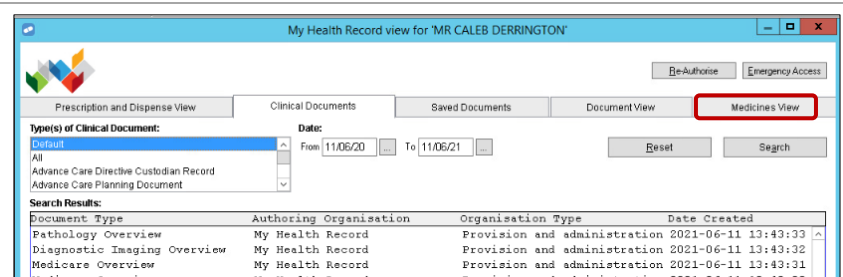 My Health Record view for 'MR CALEB DERRINGTON'
Re-Authorise Emergency Access
Prescription and Dispense View Clinical Documents Saved Documents Document View Medicines View
Type(s) of Clinical Document: Date:
Default
From 11/06/20 ... To 11/06/21 ... Reset Search
All
Advance Care Directive Custodian Record
Advance Care Planning Document
Search Results:
Document Type Authoring Organisation Organisation Type Date Created
Pathology Overview My Health Record Provision and administration 2021-06-11 13:43:33
Diagnostic Imaging Overview My Health Record Provision and administration 2021-06-11 13:43:32
Medicare Overview My Health Record Provision and administration 2021-06-11 13:43:31